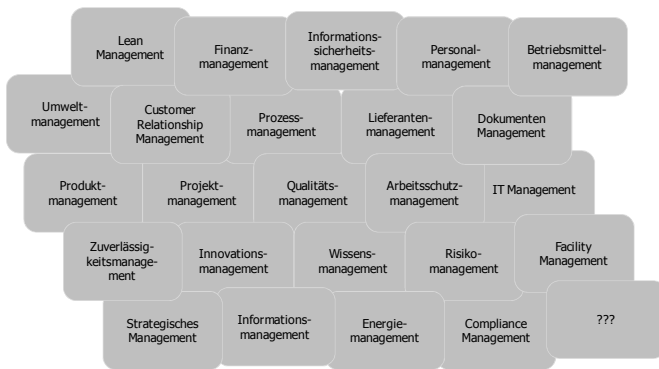 Lean
Management
Finanz-
management
Informations-
sicherheits-
management
Personal-
management
Betriebsmittel-
management
Umwelt-
management
Customer
Relationship
Management
Prozess-
management
Lieferanten-
management
Dokumenten
Management
Produkt-
management
Projekt-
management
Qualitäts-
management
Arbeitsschutz-
management
IT Management
Zuverlässig-
keitsmanage-
ment
Innovations-
management
Wissens-
management
Risiko-
management
Facility
Management
Strategisches
Management
Informations-
management
Energie-
management
Compliance
Management
???